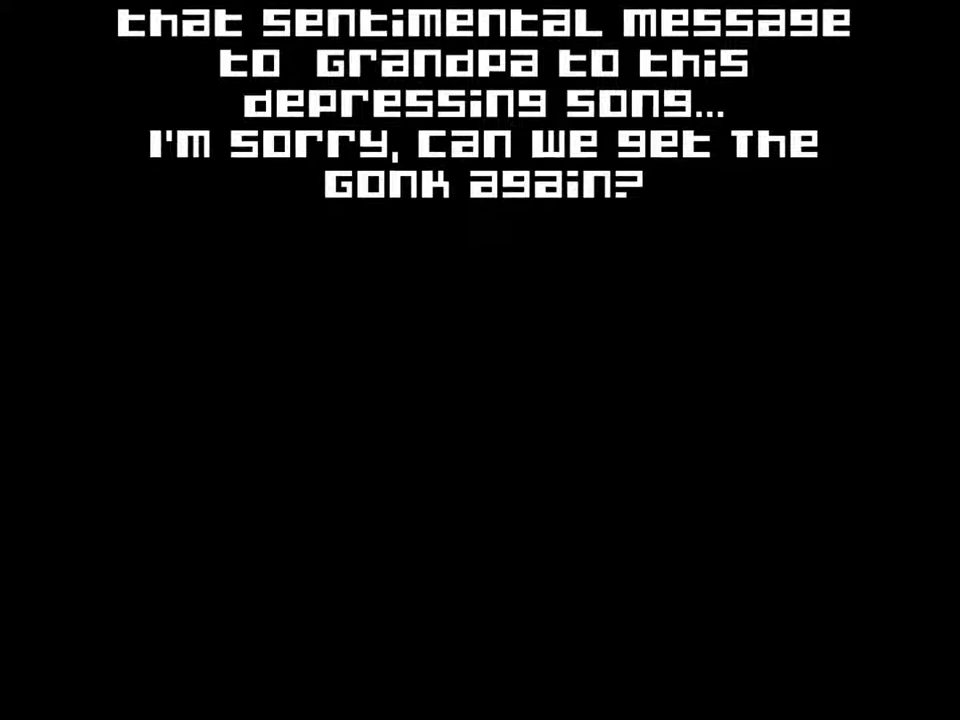 that sentimental message
to Grandpa to this
depressing song...
I'm sorry, can we get The
Gonk again?